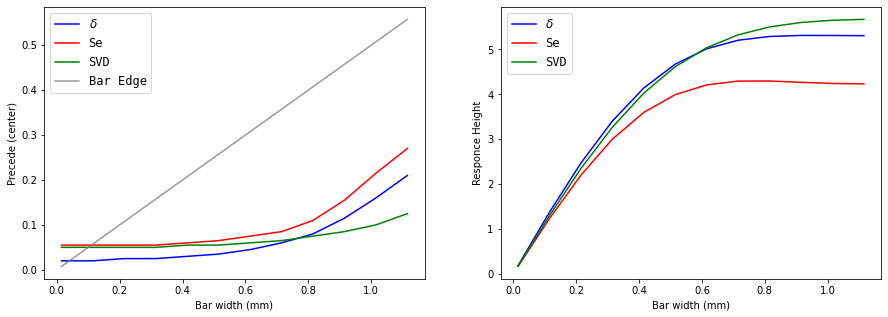 δ
Se
SVD
Bar Edge
Precede (center)
0.5
0.4
0.3
0.2
0.1
0.0
0.0 0.2 0.4 0.6 0.8 1.0
Bar width (mm)
δ
Se
SVD
Responce Height
5
4
3
2
1
0
0.0 0.2 0.4 0.6 0.8 1.0
Bar width (mm)